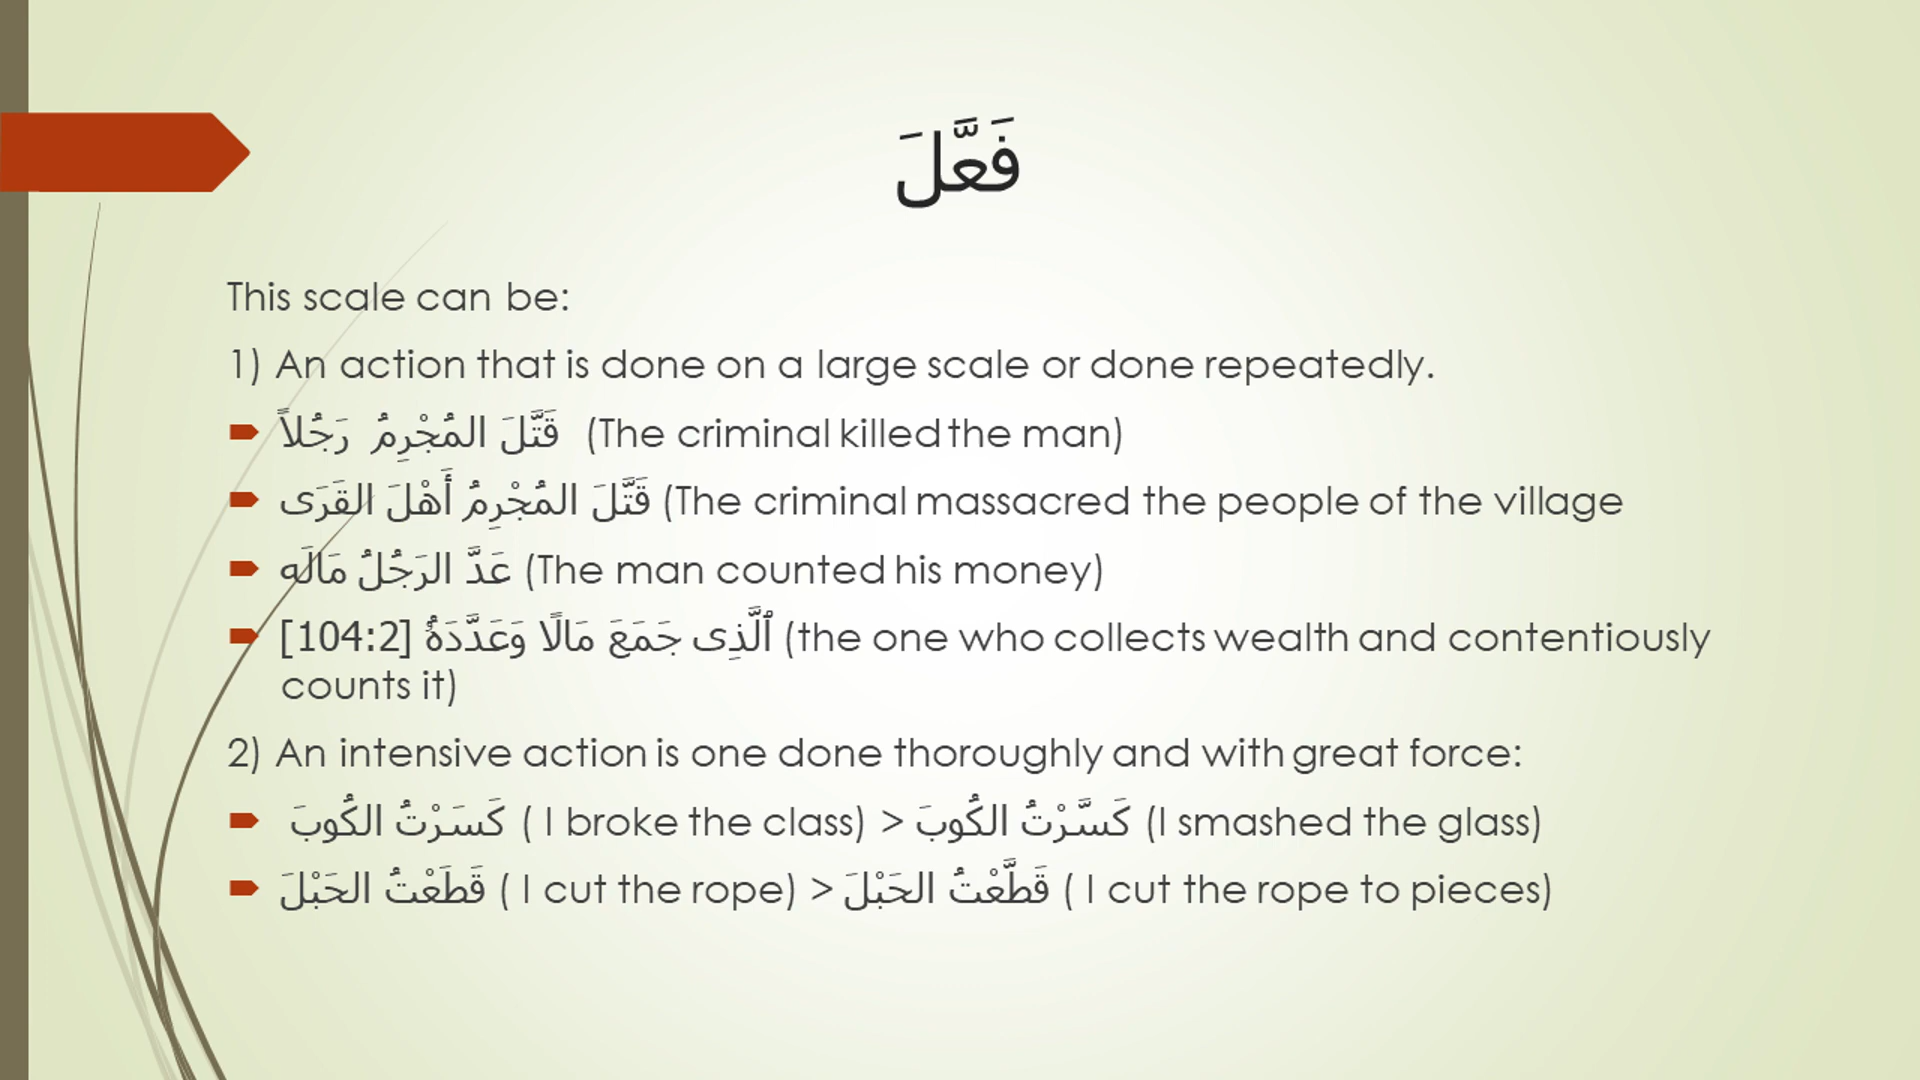 فَعَّلَ
This scale can be:
1) An action that is done on a large scale or done repeatedly.
قَتَّلَ المُجْرِمُ رَجُلاً (The criminal killed the man)
قَتَّلَ المُجْرِمُ أَهْلَ القَرَى (The criminal massacred the people of the village
عَدَّ الرَجُلُ مَالَه (The man counted his money)
ٱلَّذِى جَمَعَ مَالًا وَعَدَّدَهُۥ [104:2] (the one who collects wealth and contentiously
counts it)
2) An intensive action is one done thoroughly and with great force:
كَسَرْتُ الكُوبَ ( I broke the class) > كَسَّرْتُ الكُوبَ (I smashed the glass)
قَطَعْتُ الحَبْلَ ( I cut the rope) > قَطَّعْتُ الحَبْلَ ( I cut the rope to pieces)